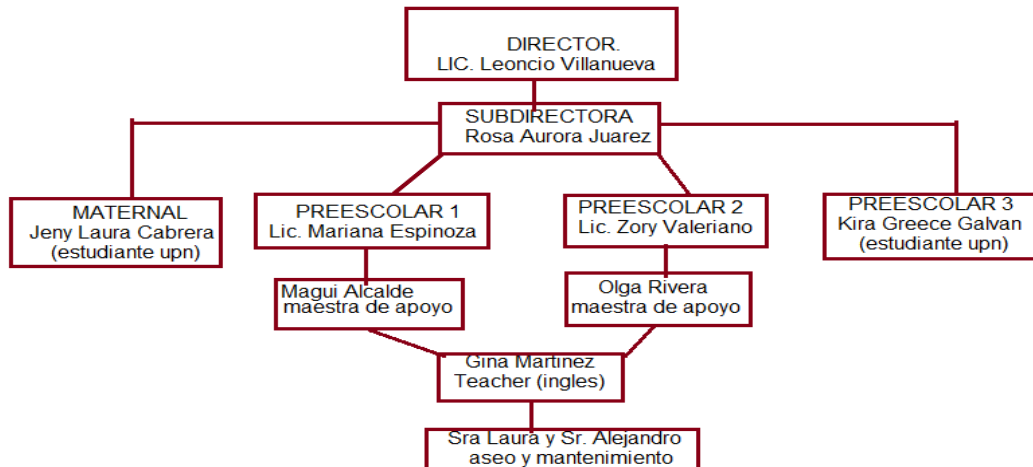 DIRECTOR.
LIC. Leoncio Villanueva
SUBDIRECTORA
Rosa Aurora Juarez
MATERNAL
Jeny Laura Cabrera
(estudiante upn)
PREESCOLAR 1
Lic. Mariana Espinoza
PREESCOLAR 2
Lic. Zory Valeriano
PREESCOLAR 3
Kira Greece Galvan
(estudiante upn)
Magui Alcalde
maestra de apoyo
Olga Rivera
maestra de apoyo
Gina Martinez
Teacher (ingles)
Sra Laura y Sr. Alejandro
aseo y mantenimiento